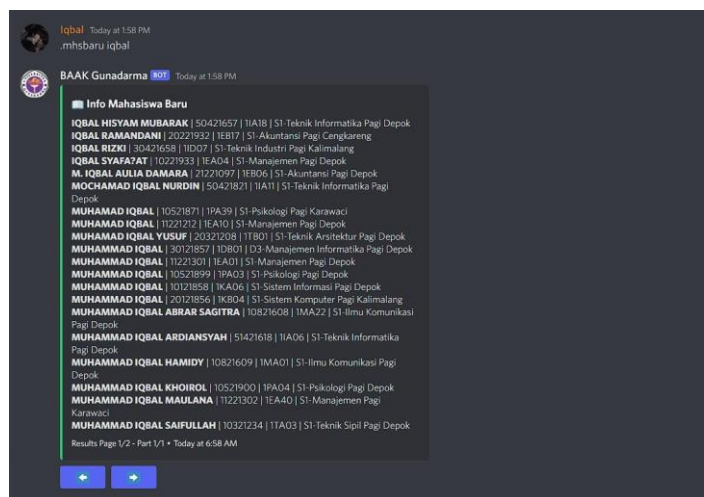 Iqbal Today at 1:58 PM
.mhsbaru iqbal
BAAK Gunadarma BOT Today at 1:58 PM
Info Mahasiswa Baru
IQBAL HISYAM MUBARAK | 50421657 | 1IA18 | S1-Teknik Informatika Pagi Depok
IQBAL RAMANDANI | 20221932 | 1EB17 | S1-Akuntansi Pagi Cengkareng
IQBAL RIZKI | 30421658 | 1ID07 | S1-Teknik Industri Pagi Kalimalang
IQBAL SYAFA?AT | 10221933 | 1EA04 | S1-Manajemen Pagi Depok
M. IQBAL AULIA DAMARA | 21221097 | 1EB06 | S1-Akuntansi Pagi Depok
MOCHAMAD IQBAL NURDIN | 50421821 | 1IA11 | S1-Teknik Informatika Pagi
Depok
MUHAMAD IQBAL | 10521871 | 1PA39 | S1-Psikologi Pagi Karawaci
MUHAMAD IQBAL | 11221212 | 1EA10 | S1-Manajemen Pagi Depok
MUHAMAD IQBAL YUSUF | 20321208 | 1TB01 | S1-Teknik Arsitektur Pagi Depok
MUHAMMAD IQBAL | 30121857 | 1DB01 | D3-Manajemen Informatika Pagi Depok
MUHAMMAD IQBAL | 11221301 | 1EA01 | S1-Manajemen Pagi Depok
MUHAMMAD IQBAL | 10521899 | 1PA03 | S1-Psikologi Pagi Depok
MUHAMMAD IQBAL | 10121858 | 1KA06 | S1-Sistem Informasi Pagi Depok
MUHAMMAD IQBAL | 20121856 | 1KB04 | S1-Sistem Komputer Pagi Kalimalang
MUHAMMAD IQBAL ABRAR SAGITRA | 10821608 | 1MA22 | S1-Ilmu Komunikasi
Pagi Depok
MUHAMMAD IQBAL ARDIANSYAH | 51421618 | 1IA06 | S1-Teknik Informatika
Pagi Depok
MUHAMMAD IQBAL HAMIDY | 10821609 | 1MA01 | S1-Ilmu Komunikasi Pagi
Depok
MUHAMMAD IQBAL KHOIROL | 10521900 | 1PA04 | S1-Psikologi Pagi Depok
MUHAMMAD IQBAL MAULANA | 11221302 | 1EA40 | S1-Manajemen Pagi
Karawaci
MUHAMMAD IQBAL SAIFULLAH | 10321234 | 1TA03 | S1-Teknik Sipil Pagi Depok
Results Page 1/2 - Part 1/1 • Today at 6:58 AM